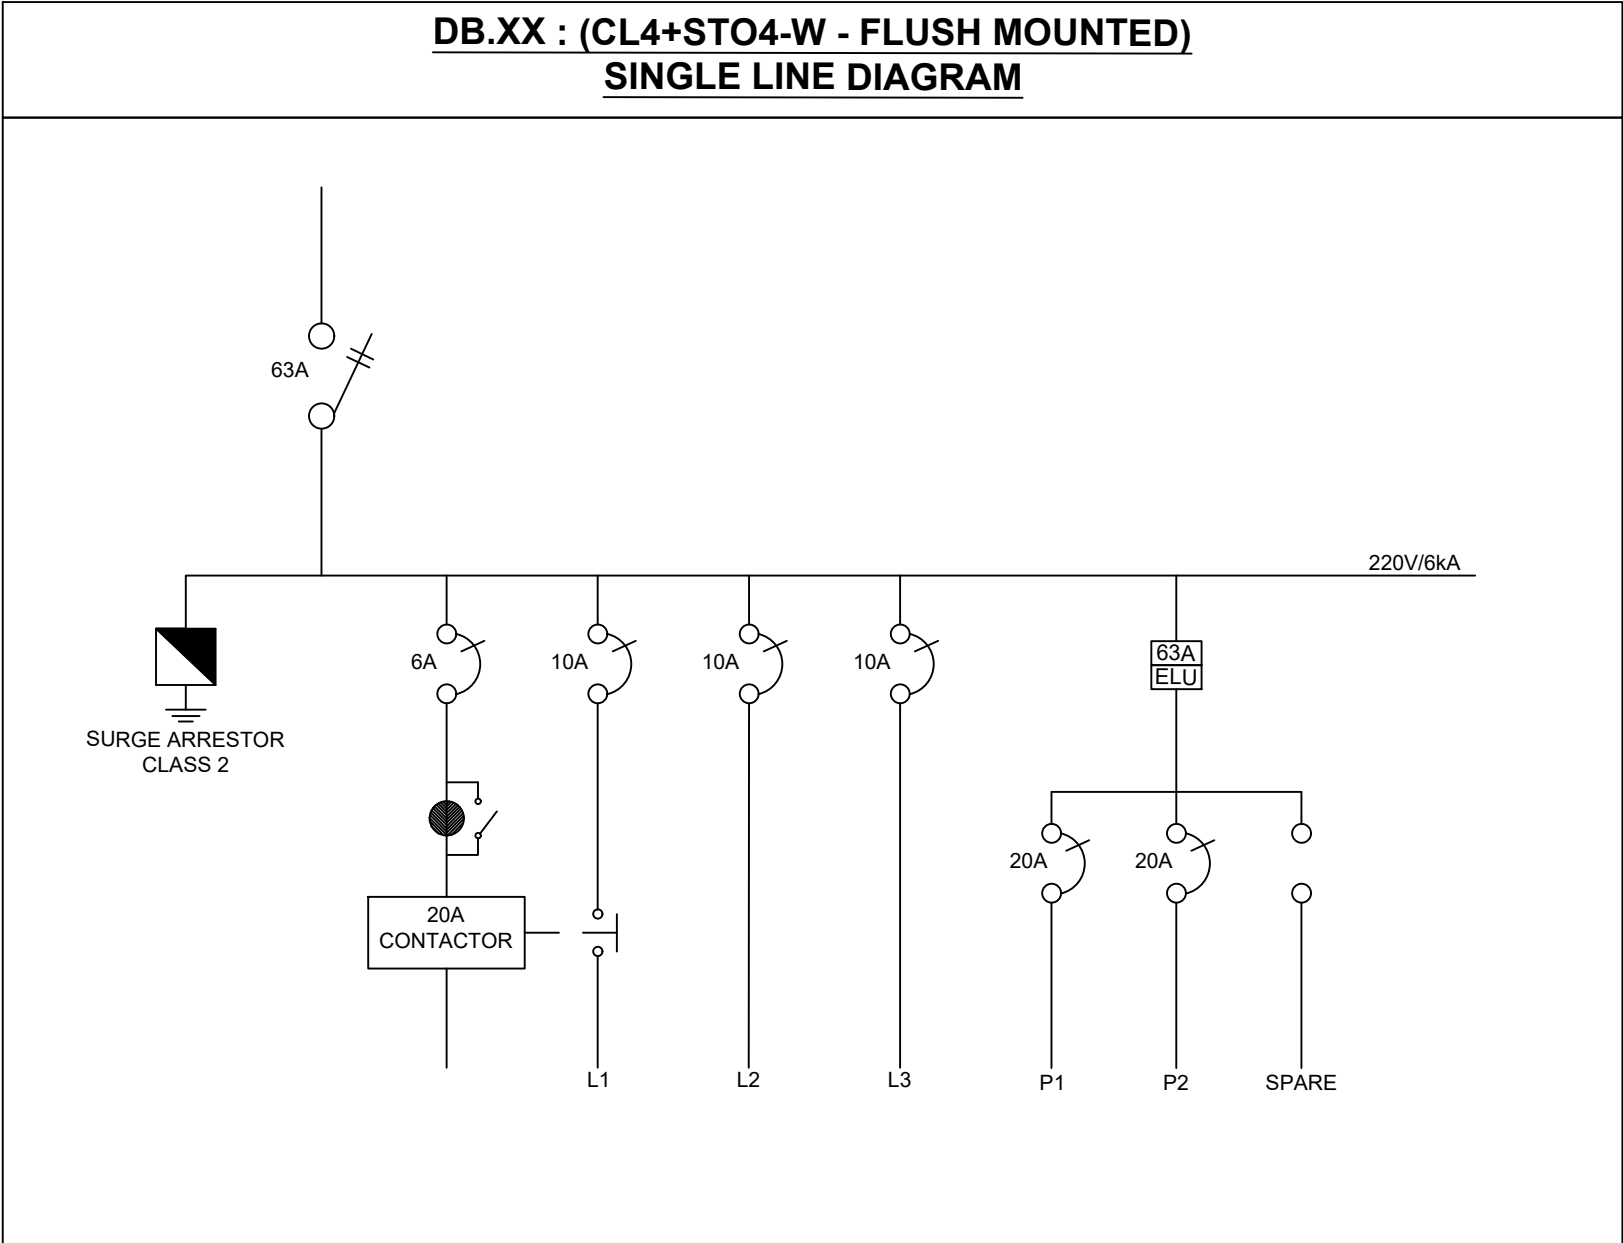 DB.XX : (CL4+STO4-W - FLUSH MOUNTED)
SINGLE LINE DIAGRAM
63A
220V/6kA
SURGE ARRESTOR
CLASS 2
6A
10A
10A
10A
63A
ELU
20A
20A
20A
CONTACTOR
L1
L2
L3
P1
P2
SPARE